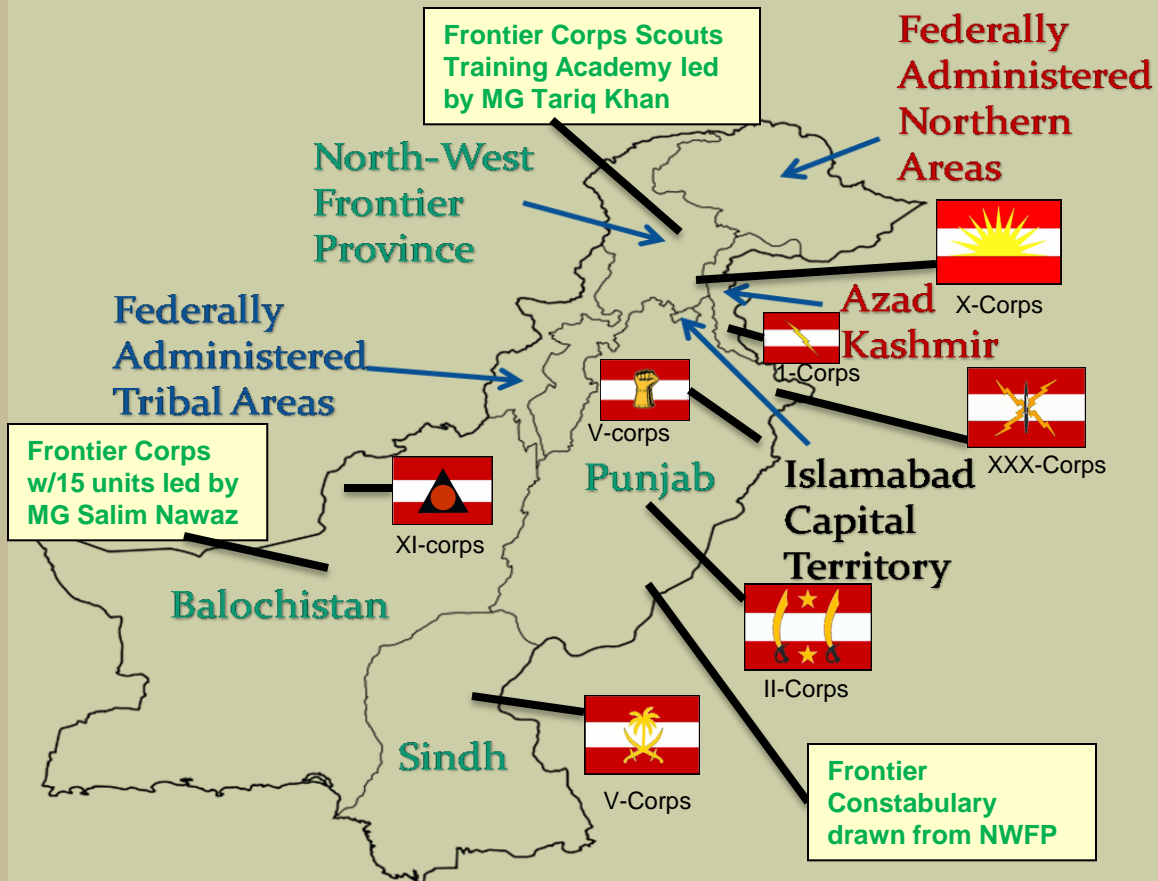 Frontier Corps Scouts
Training Academy led
by MG Tariq Khan
Federally
Administered
Northern
Areas
North-West
Frontier
Province
X-Corps
Azad
Kashmir
1-Corps
Federally
Administered
Tribal Areas
V-corps
XXX-Corps
Frontier Corps
w/15 units led by
MG Salim Nawaz
XI-corps
Punjab
Islamabad
Capital
Territory
Balochistan
II-Corps
Sindh
V-Corps
Frontier
Constabulary
drawn from NWFP